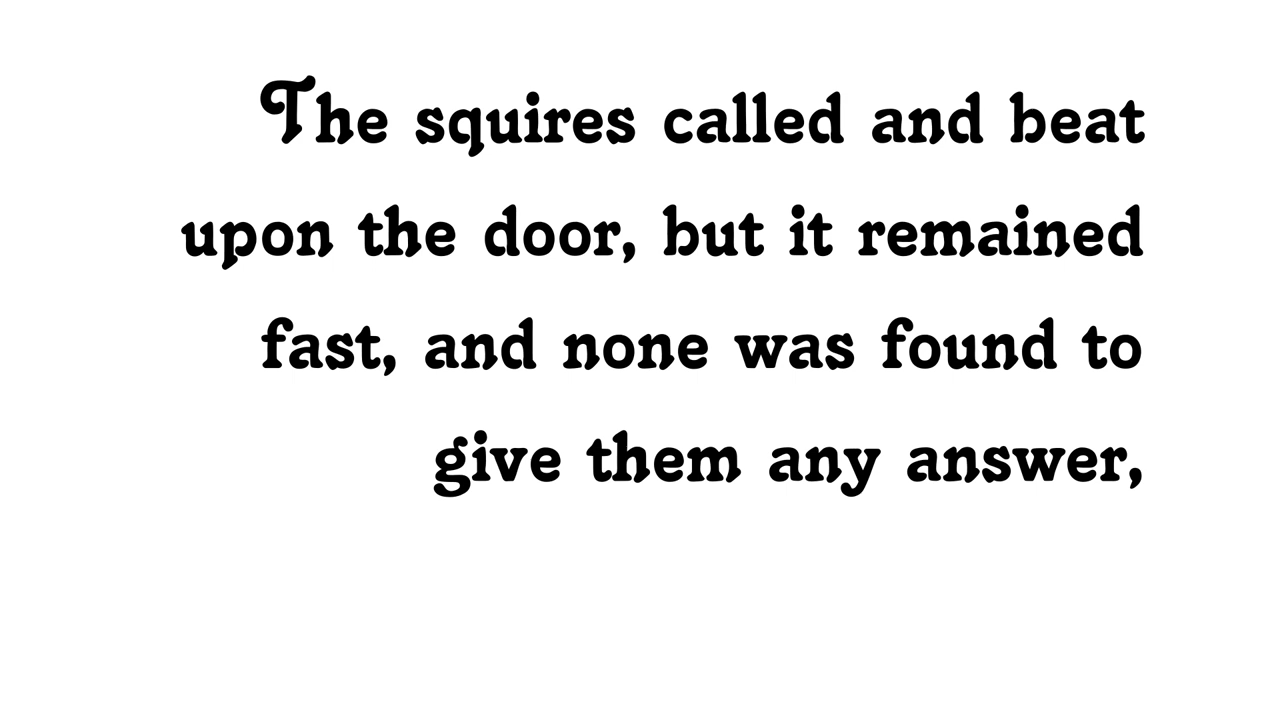 The squires called and beat
upon the door, but it remained
fast, and none was found to
give them any answer,